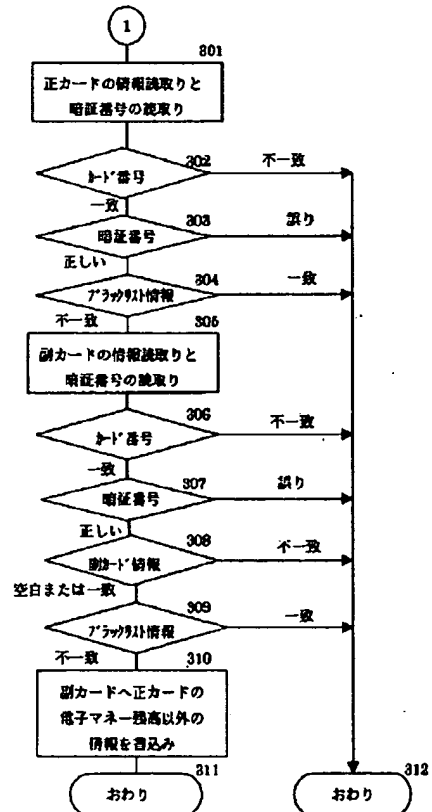 1
301
正カードの情報読取りと
暗証番号の読取り
302
不一致
カード番号
一致
303
誤り
暗証番号
正しい
304
一致
ブラックリスト情報
不一致
305
副カードの情報読取りと
暗証番号の読取り
306
不一致
カード番号
一致
307
誤り
暗証番号
正しい
308
不一致
副カード情報
空白または一致
309
一致
ブラックリスト情報
不一致
310
副カードへ正カードの
電子マネー残高以外の
情報を書込み
311
おわり
312
おわり